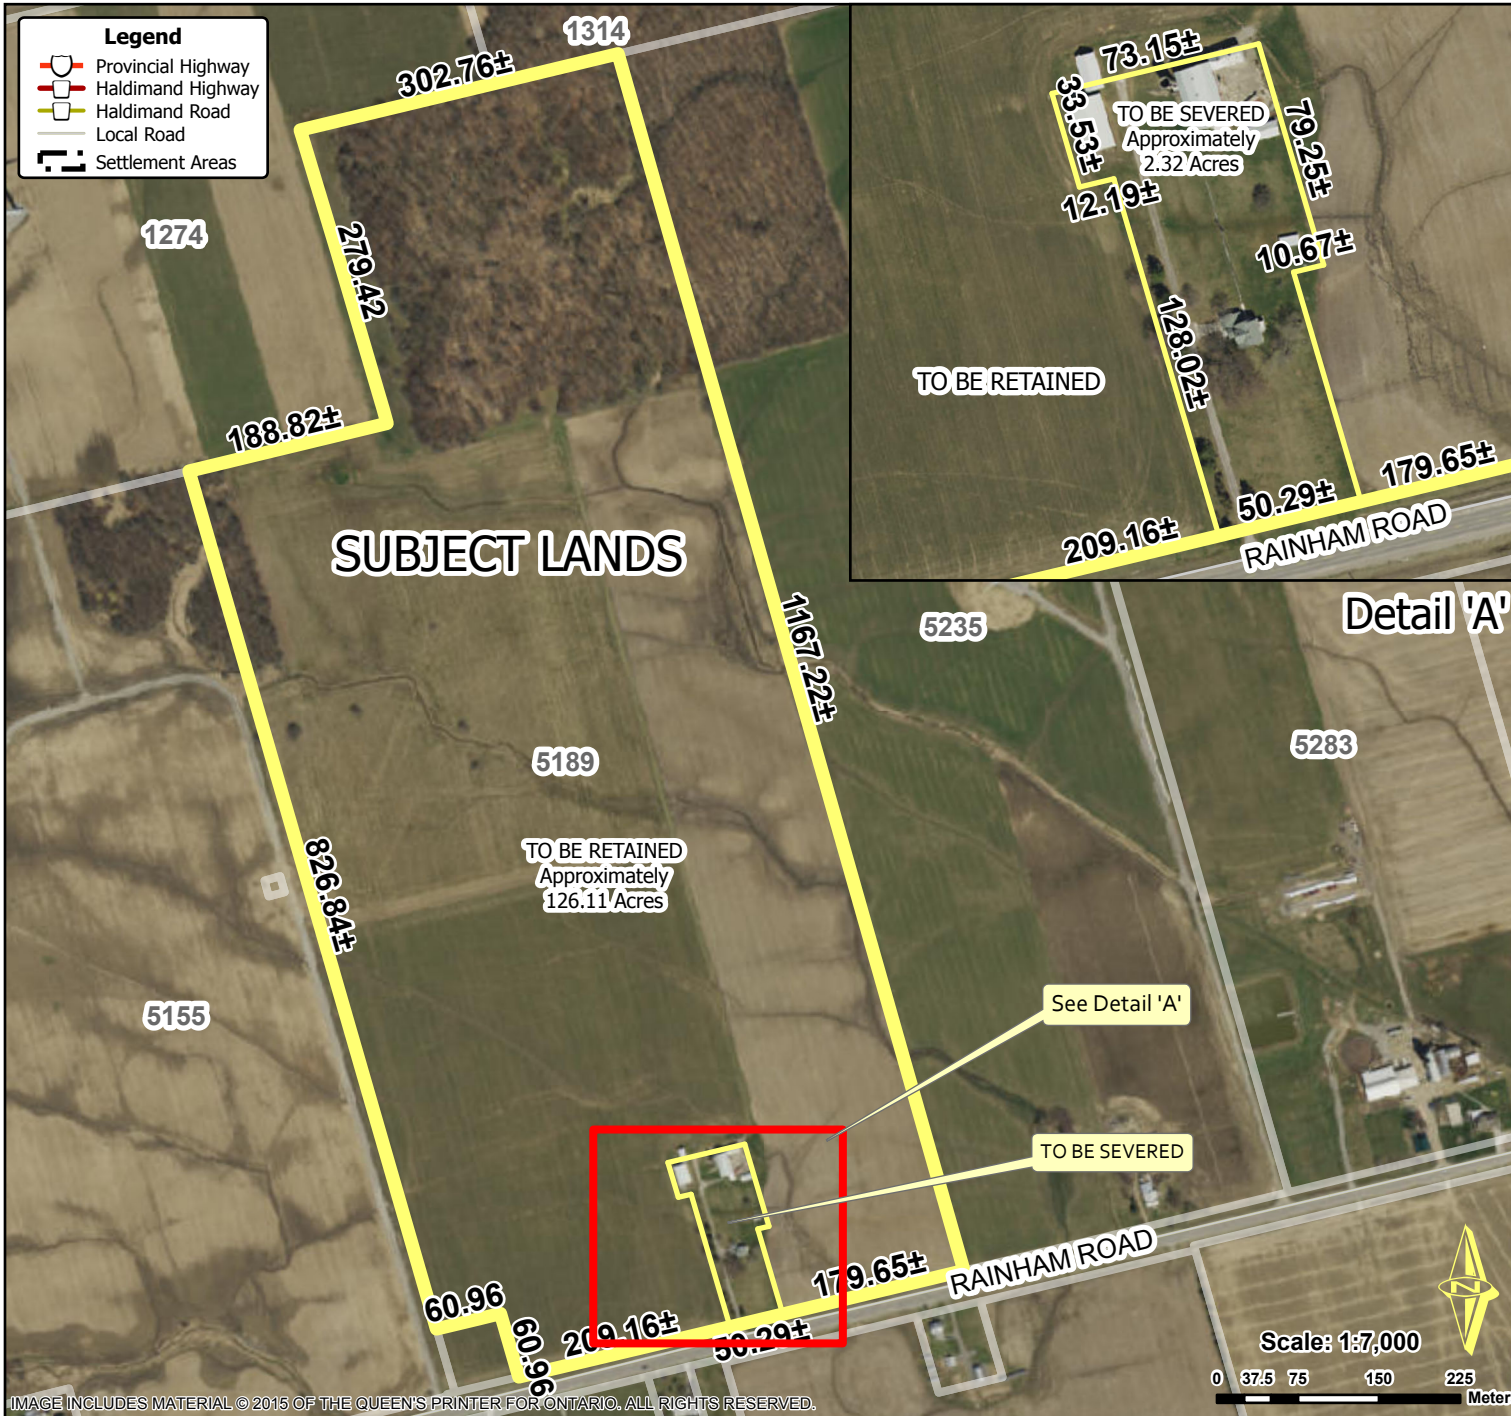 Legend
Provincial Highway
Haldimand Highway
Haldimand Road
Local Road
Settlement Areas
1314
302.76±
279.42
1274
188.82±
SUBJECT LANDS
1167.22±
5235
5283
5189
TO BE RETAINED
Approximately
126.11 Acres
826.84±
5155
See Detail 'A'
TO BE SEVERED
179.65±
RAINHAM ROAD
60.96
60.96
209.16±
50.29±
73.15±
33.53±
TO BE SEVERED
Approximately
2.32 Acres
79.25±
12.19±
10.67±
128.02±
TO BE RETAINED
179.65±
50.29±
209.16±
RAINHAM ROAD
Detail 'A'
N
Scale: 1:7,000
0 37.5 75 150 225
Meter
IMAGE INCLUDES MATERIAL © 2015 OF THE QUEEN'S PRINTER FOR ONTARIO. ALL RIGHTS RESERVED.